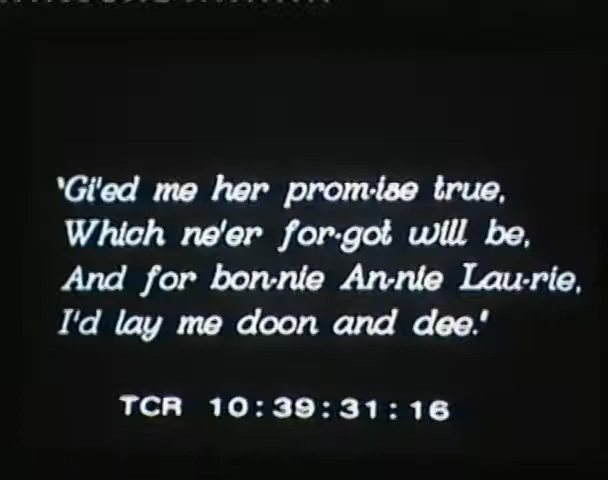 'Gi'ed me her prom·ise true,
Which ne'er for·got will be,
And for bon·nie An·nie Lau·rie,
I'd lay me doon and dee.'
TCR 10:39:31:16